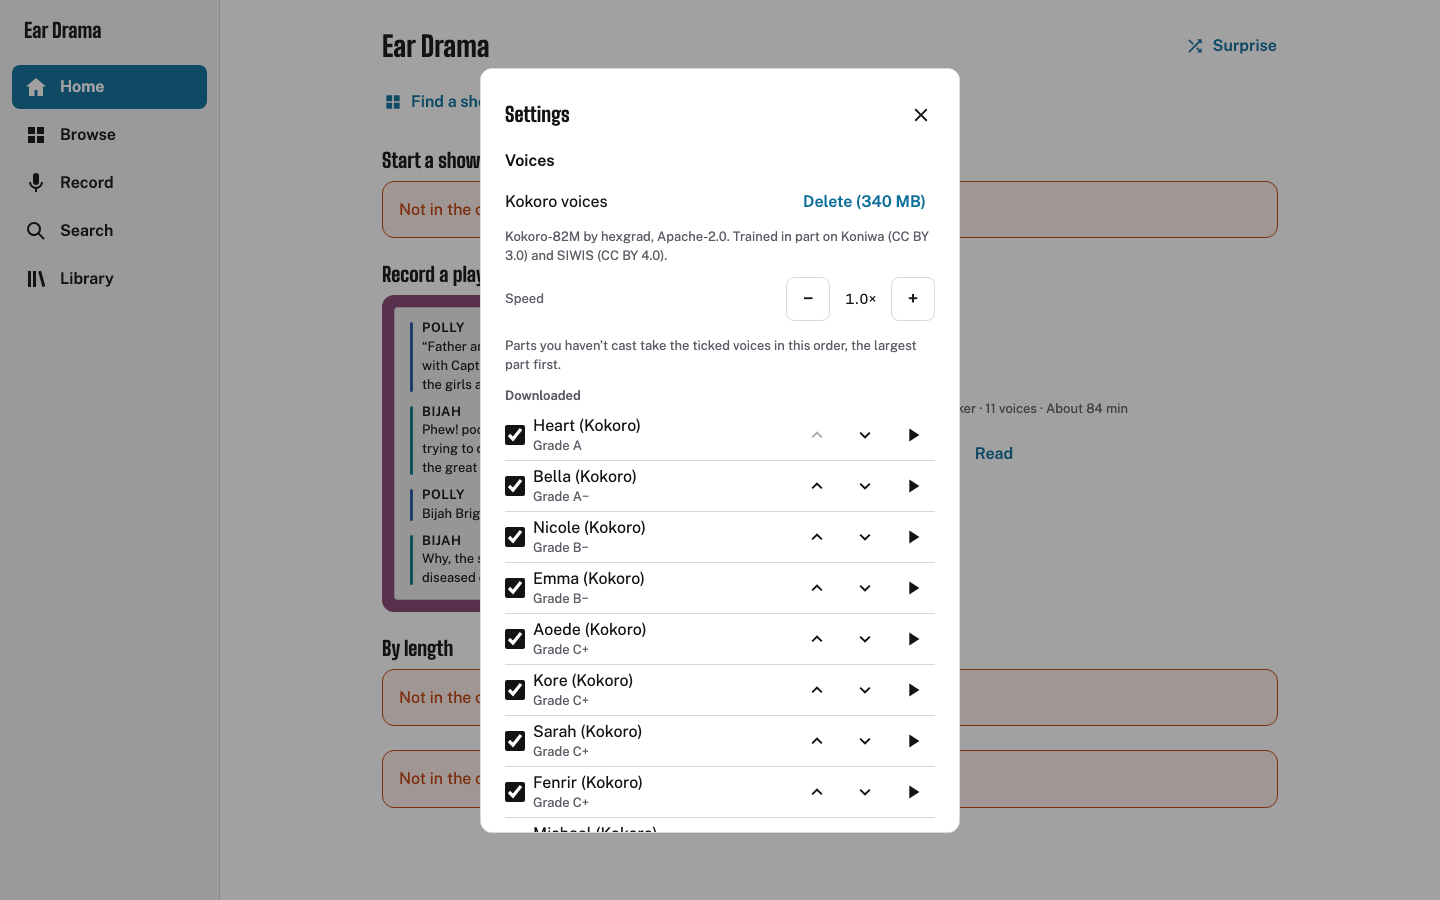 Ear Drama
Home
Browse
Record
Search
Library
Ear Drama
Surprise
Find a sh
Start a show
Not in the
Record a play
POLLY
“Father
with Capt
the girls
BIJAH
Phew!
trying to
the great
POLLY
Bijah Brig
BIJAH
Why, the
diseased
· 11 voices · About 84 min
Read
By length
Not in the
Not in the
Settings
Voices
Kokoro voices
Delete (340 MB)
Kokoro-82M by hexgrad, Apache-2.0. Trained in part on Koniwa (CC BY
3.0) and SIWIS (CC BY 4.0).
Speed
− 1.0× +
Parts you haven’t cast take the ticked voices in this order, the largest
part first.
Downloaded
Heart (Kokoro)
Grade A
Bella (Kokoro)
Grade A−
Nicole (Kokoro)
Grade B−
Emma (Kokoro)
Grade B−
Aoede (Kokoro)
Grade C+
Kore (Kokoro)
Grade C+
Sarah (Kokoro)
Grade C+
Fenrir (Kokoro)
Grade C+
Michael (Kokoro)